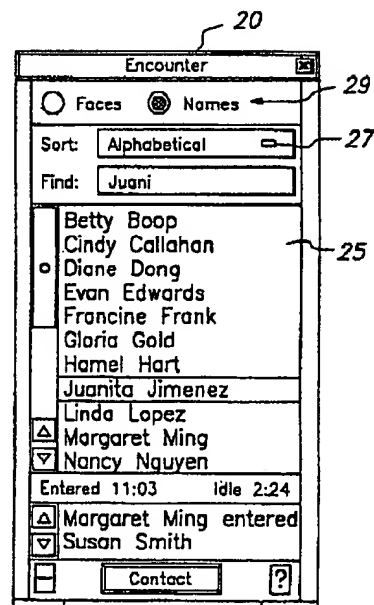 20
Encounter
Faces Names 29
Sort: Alphabetical 27
Find: Juani
Betty Boop
Cindy Callahan 25
Diane Dong
Evan Edwards
Francine Frank
Gloria Gold
Hamel Hart
Juanita Jimenez
Linda Lopez
Margaret Ming
Nancy Nguyen
Entered 11:03 Idle 2:24
Margaret Ming entered
Susan Smith
Contact ?